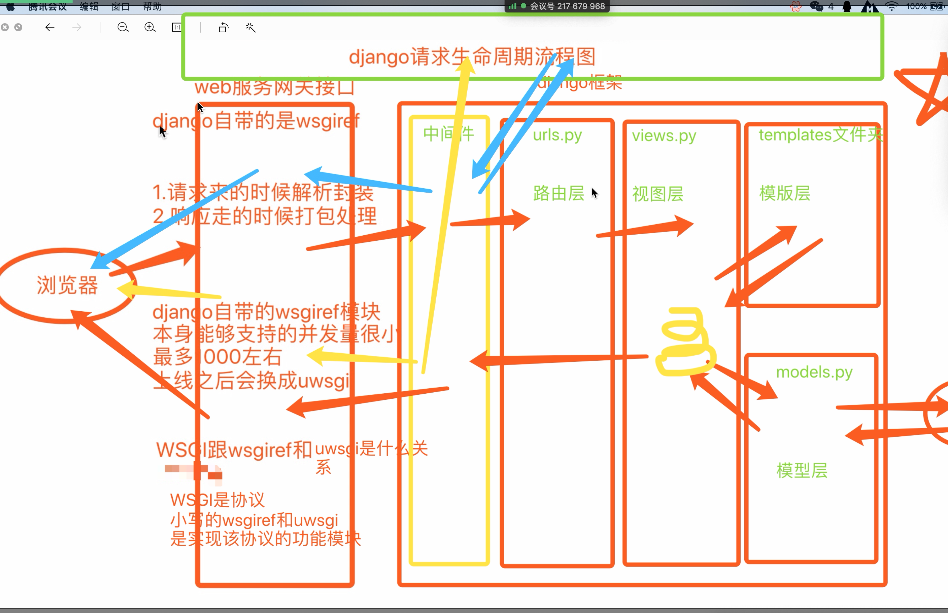 腾讯会议 编辑 窗口 帮助
会议号 217 679 968
4
100%
django请求生命周期流程图
web服务网关接口
django框架
django自带的是wsgiref
中间件
urls.py
views.py
templates文件夹
1.请求来的时候解析封装
2.响应走的时候打包处理
路由层
视图层
模版层
浏览器
django自带的wsgiref模块
本身能够支持的并发量很小
最多1000左右
上线之后会换成uwsgi
models.py
WSGI跟wsgiref和uwsgi是什么关
系
模型层
WSGI是协议
小写的wsgiref和uwsgi
是实现该协议的功能模块